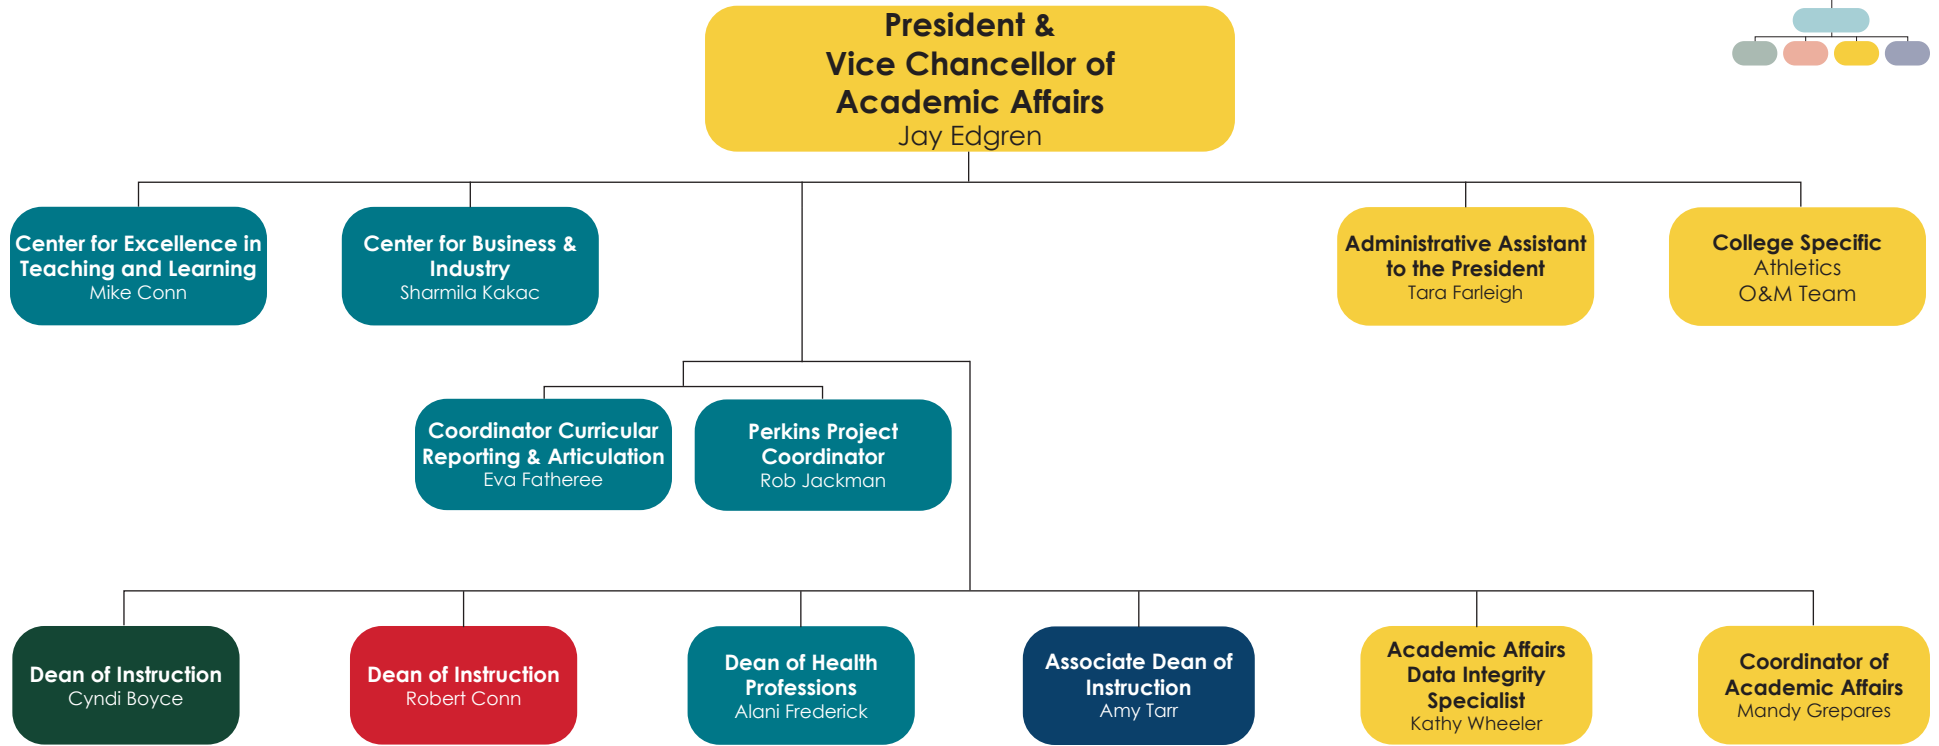 President &
Vice Chancellor of
Academic Affairs
Jay Edgren
Center for Excellence in
Teaching and Learning
Mike Conn
Center for Business &
Industry
Sharmila Kakac
Administrative Assistant
to the President
Tara Farleigh
College Specific
Athletics
O&M Team
Coordinator Curricular
Reporting & Articulation
Eva Fatheree
Perkins Project
Coordinator
Rob Jackman
Dean of Instruction
Cyndi Boyce
Dean of Instruction
Robert Conn
Dean of Health
Professions
Alani Frederick
Associate Dean of
Instruction
Amy Tarr
Academic Affairs
Data Integrity
Specialist
Kathy Wheeler
Coordinator of
Academic Affairs
Mandy Grepares